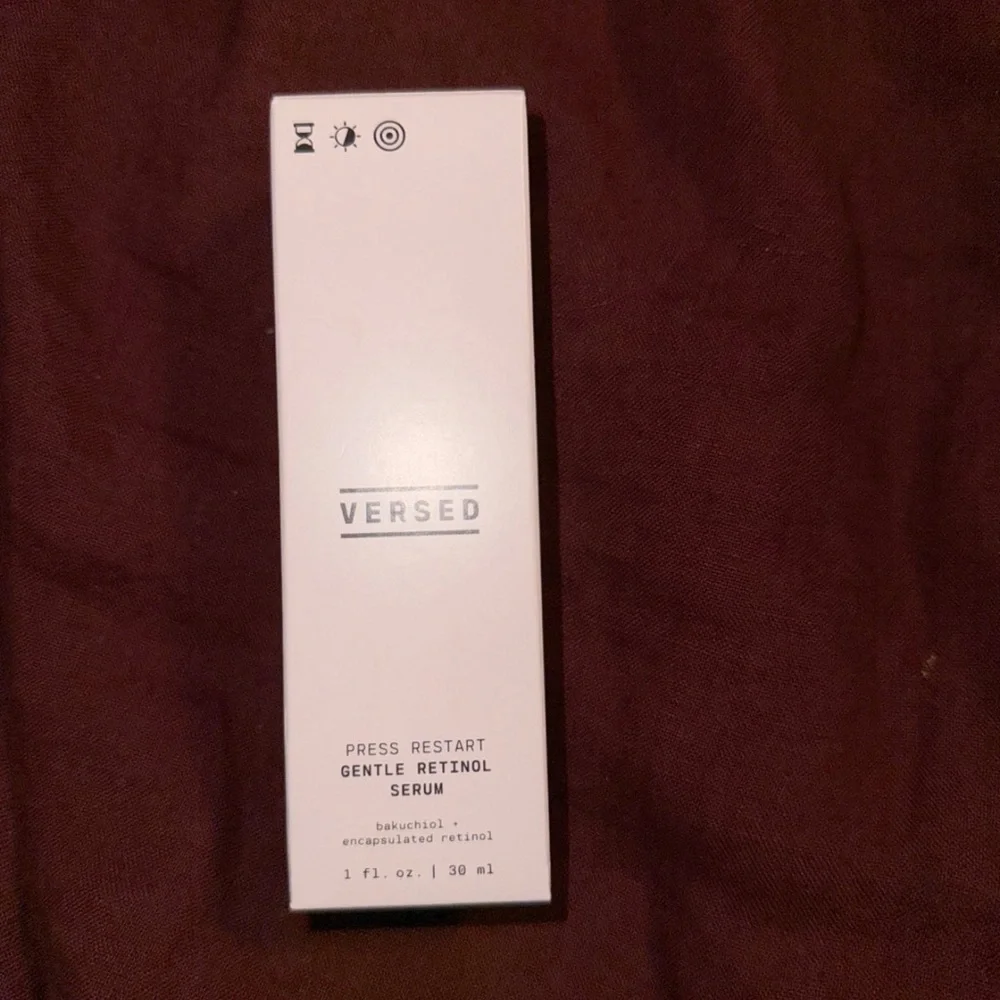 VERSED
PRESS RESTART
GENTLE RETINOL
SERUM
bakuchiol +
encapsulated retinol
1 fl. oz. | 30 ml